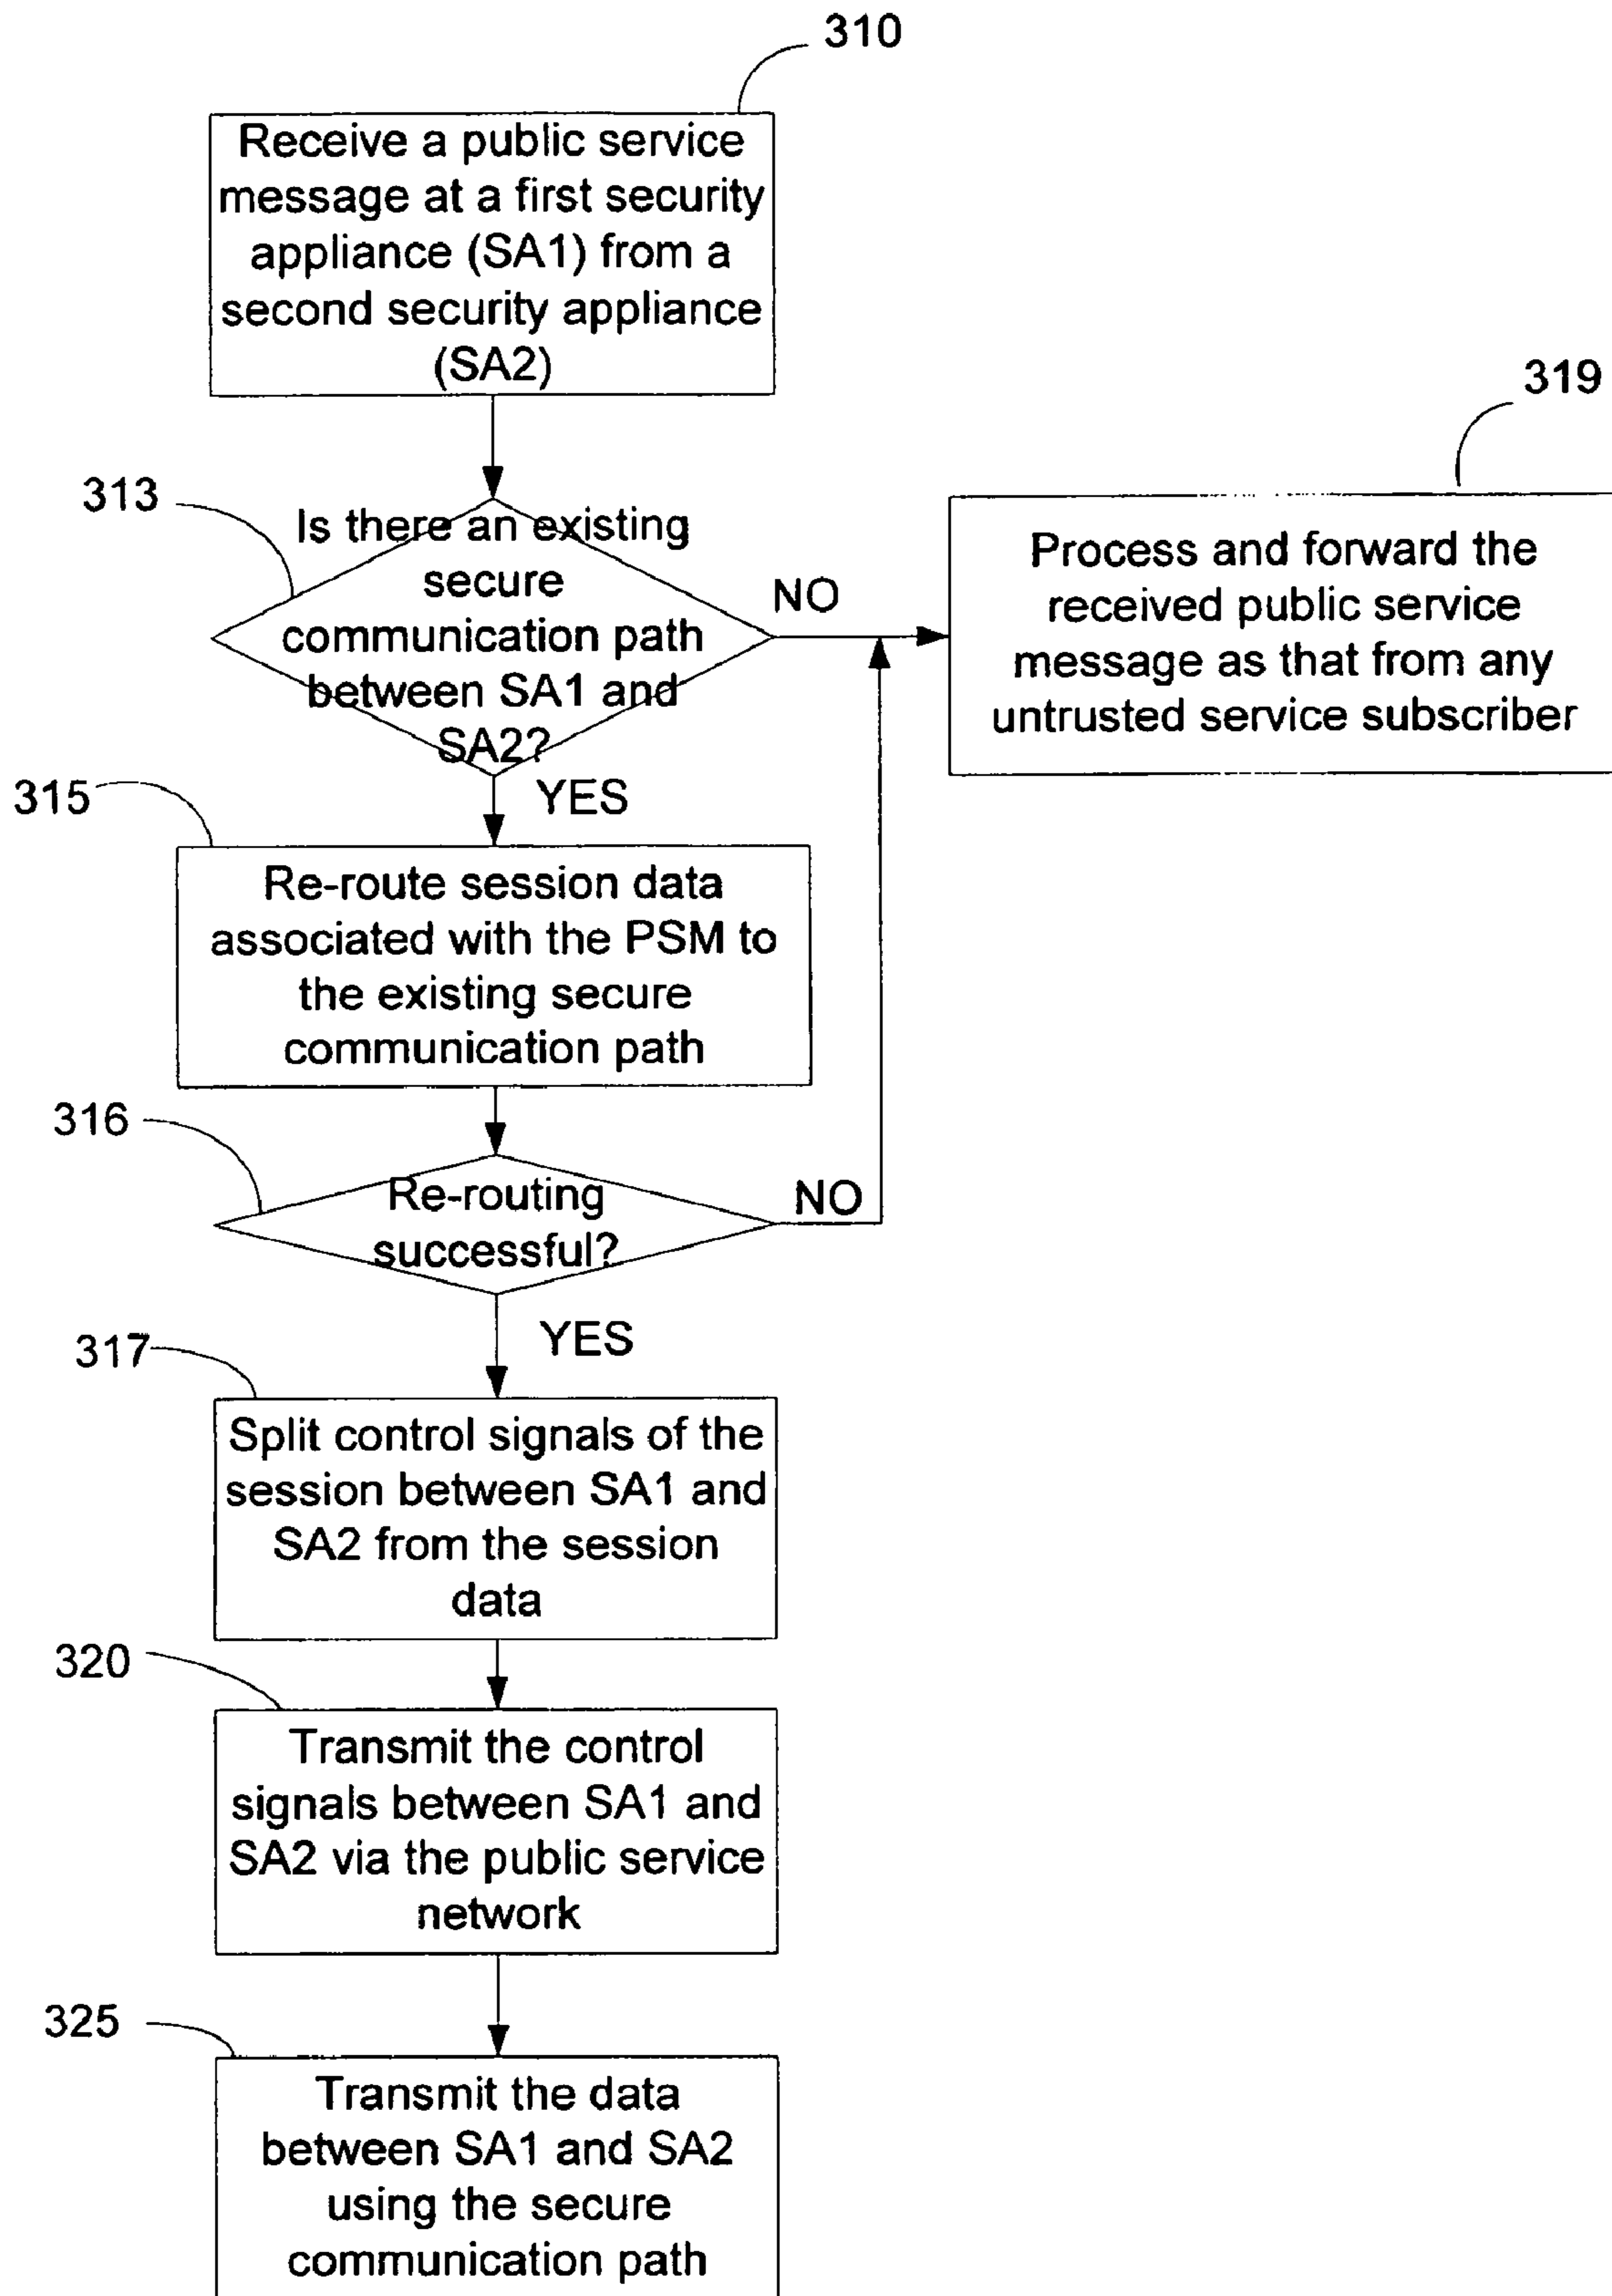 310
Receive a public service
message at a first security
appliance (SA1) from a
second security appliance
(SA2)
319
313
Is there an existing
secure
communication path
between SA1 and
SA2?
NO
Process and forward the
received public service
message as that from any
untrusted service subscriber
YES
315
Re-route session data
associated with the PSM to
the existing secure
communication path
316
Re-routing
successful?
NO
YES
317
Split control signals of the
session between SA1 and
SA2 from the session
data
320
Transmit the control
signals between SA1 and
SA2 via the public service
network
325
Transmit the data
between SA1 and SA2
using the secure
communication path